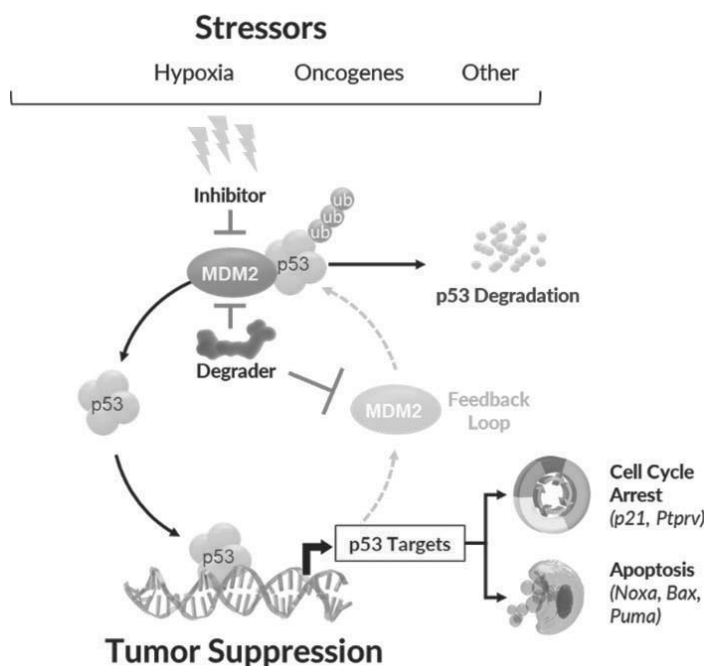 Stressors
Hypoxia Oncogenes Other
Inhibitor
ub
ub
ub
MDM2
p53
p53 Degradation
Degrader
p53
MDM2
Feedback
Loop
p53
p53 Targets
Cell Cycle
Arrest
(p21, Ptprv)
Apoptosis
(Noxa, Bax,
Puma)
Tumor Suppression